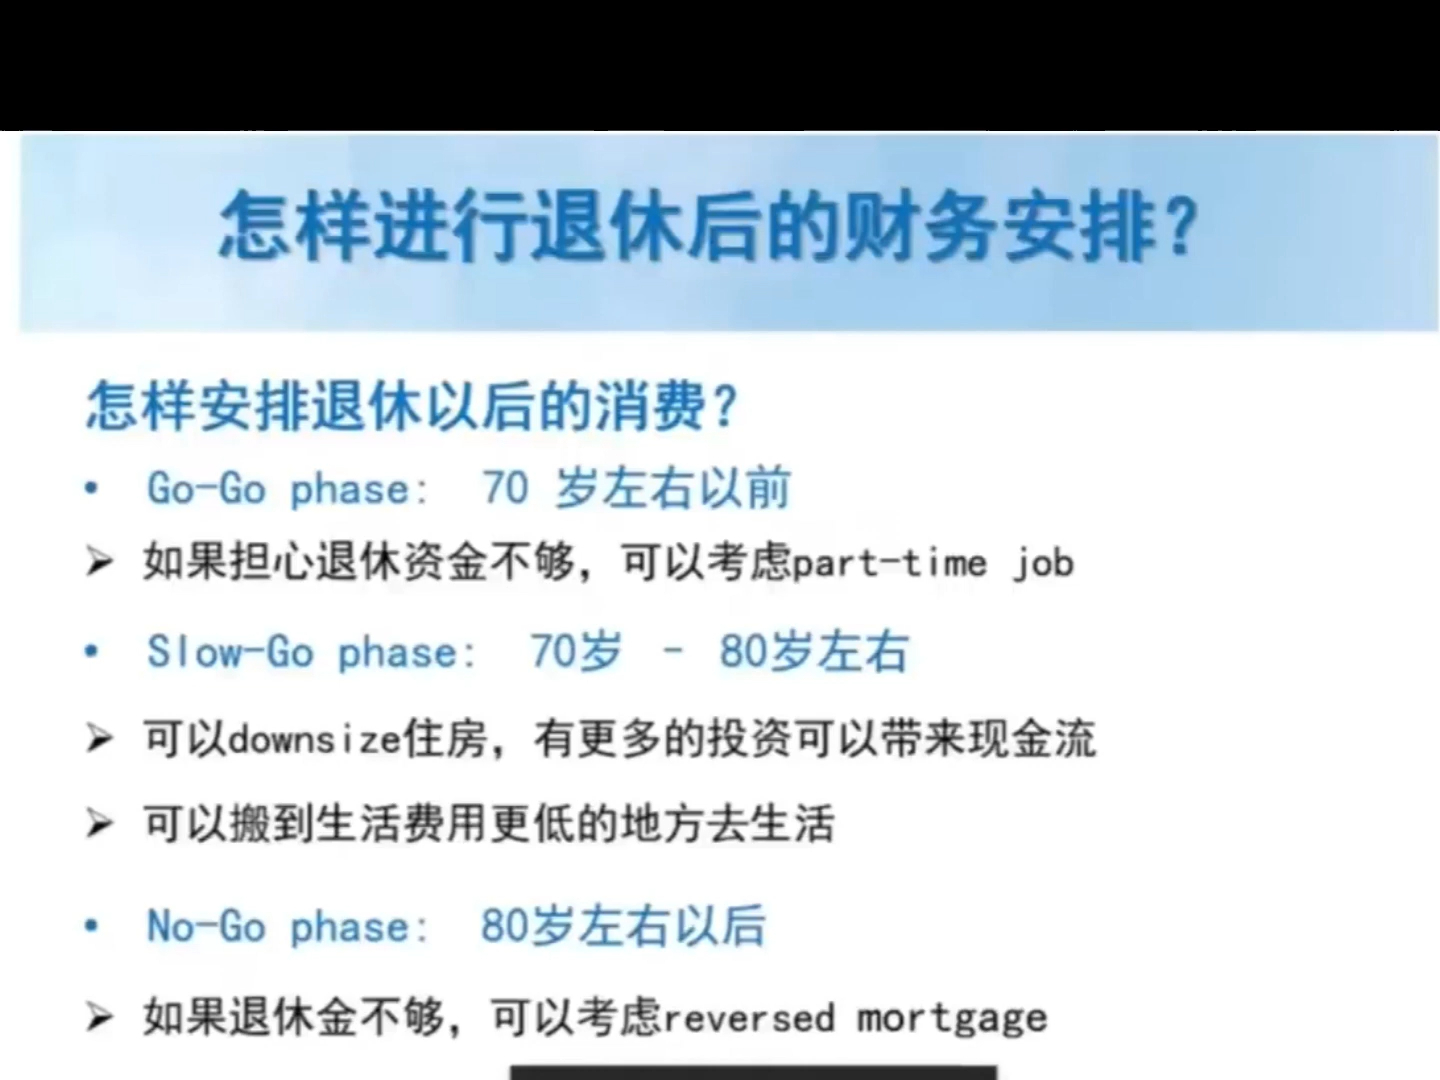 怎样进行退休后的财务安排?
怎样安排退休以后的消费?
• Go-Go phase: 70 岁左右以前
➢ 如果担心退休资金不够，可以考虑part-time job
• Slow-Go phase: 70岁 - 80岁左右
➢ 可以downsize住房，有更多的投资可以带来现金流
➢ 可以搬到生活费用更低的地方去生活
• No-Go phase: 80岁左右以后
➢ 如果退休金不够，可以考虑reversed mortgage